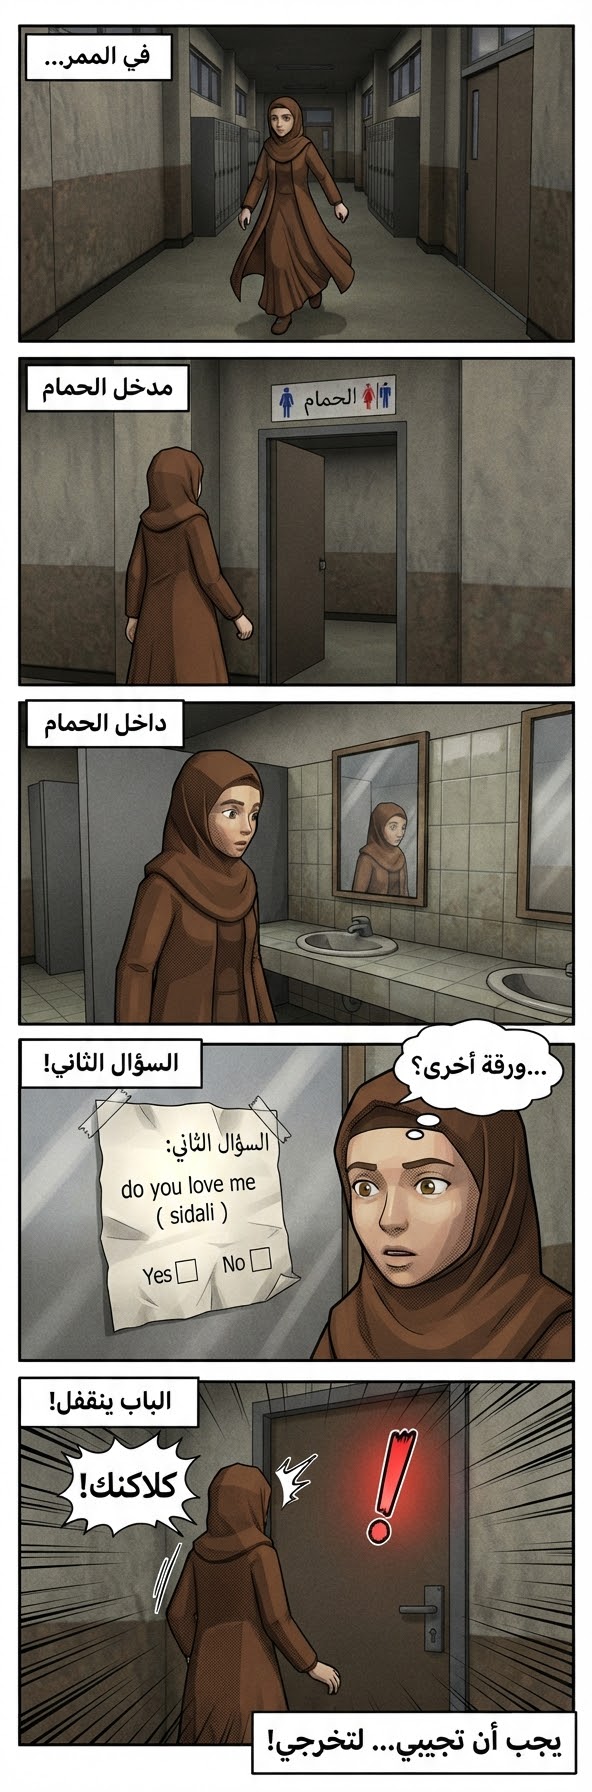 في الممر...
مدخل الحمام
الحمام
داخل الحمام
السؤال الثاني!
...ورقة أخرى؟
السؤال الثاني:
do you love me
( sidali )
Yes No
الباب ينقفل!
كلاكنك!
!
يجب أن تجيبي... لتخرجي!